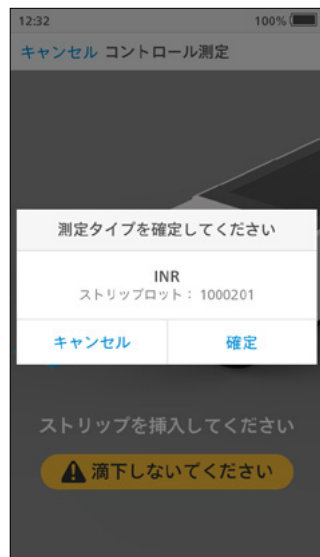 12:32 100%
キャンセル コントロール測定
測定タイプを確定してください
INR
ストリップロット： 1000201
キャンセル 確定
ストリップを挿入してください
滴下しないでください